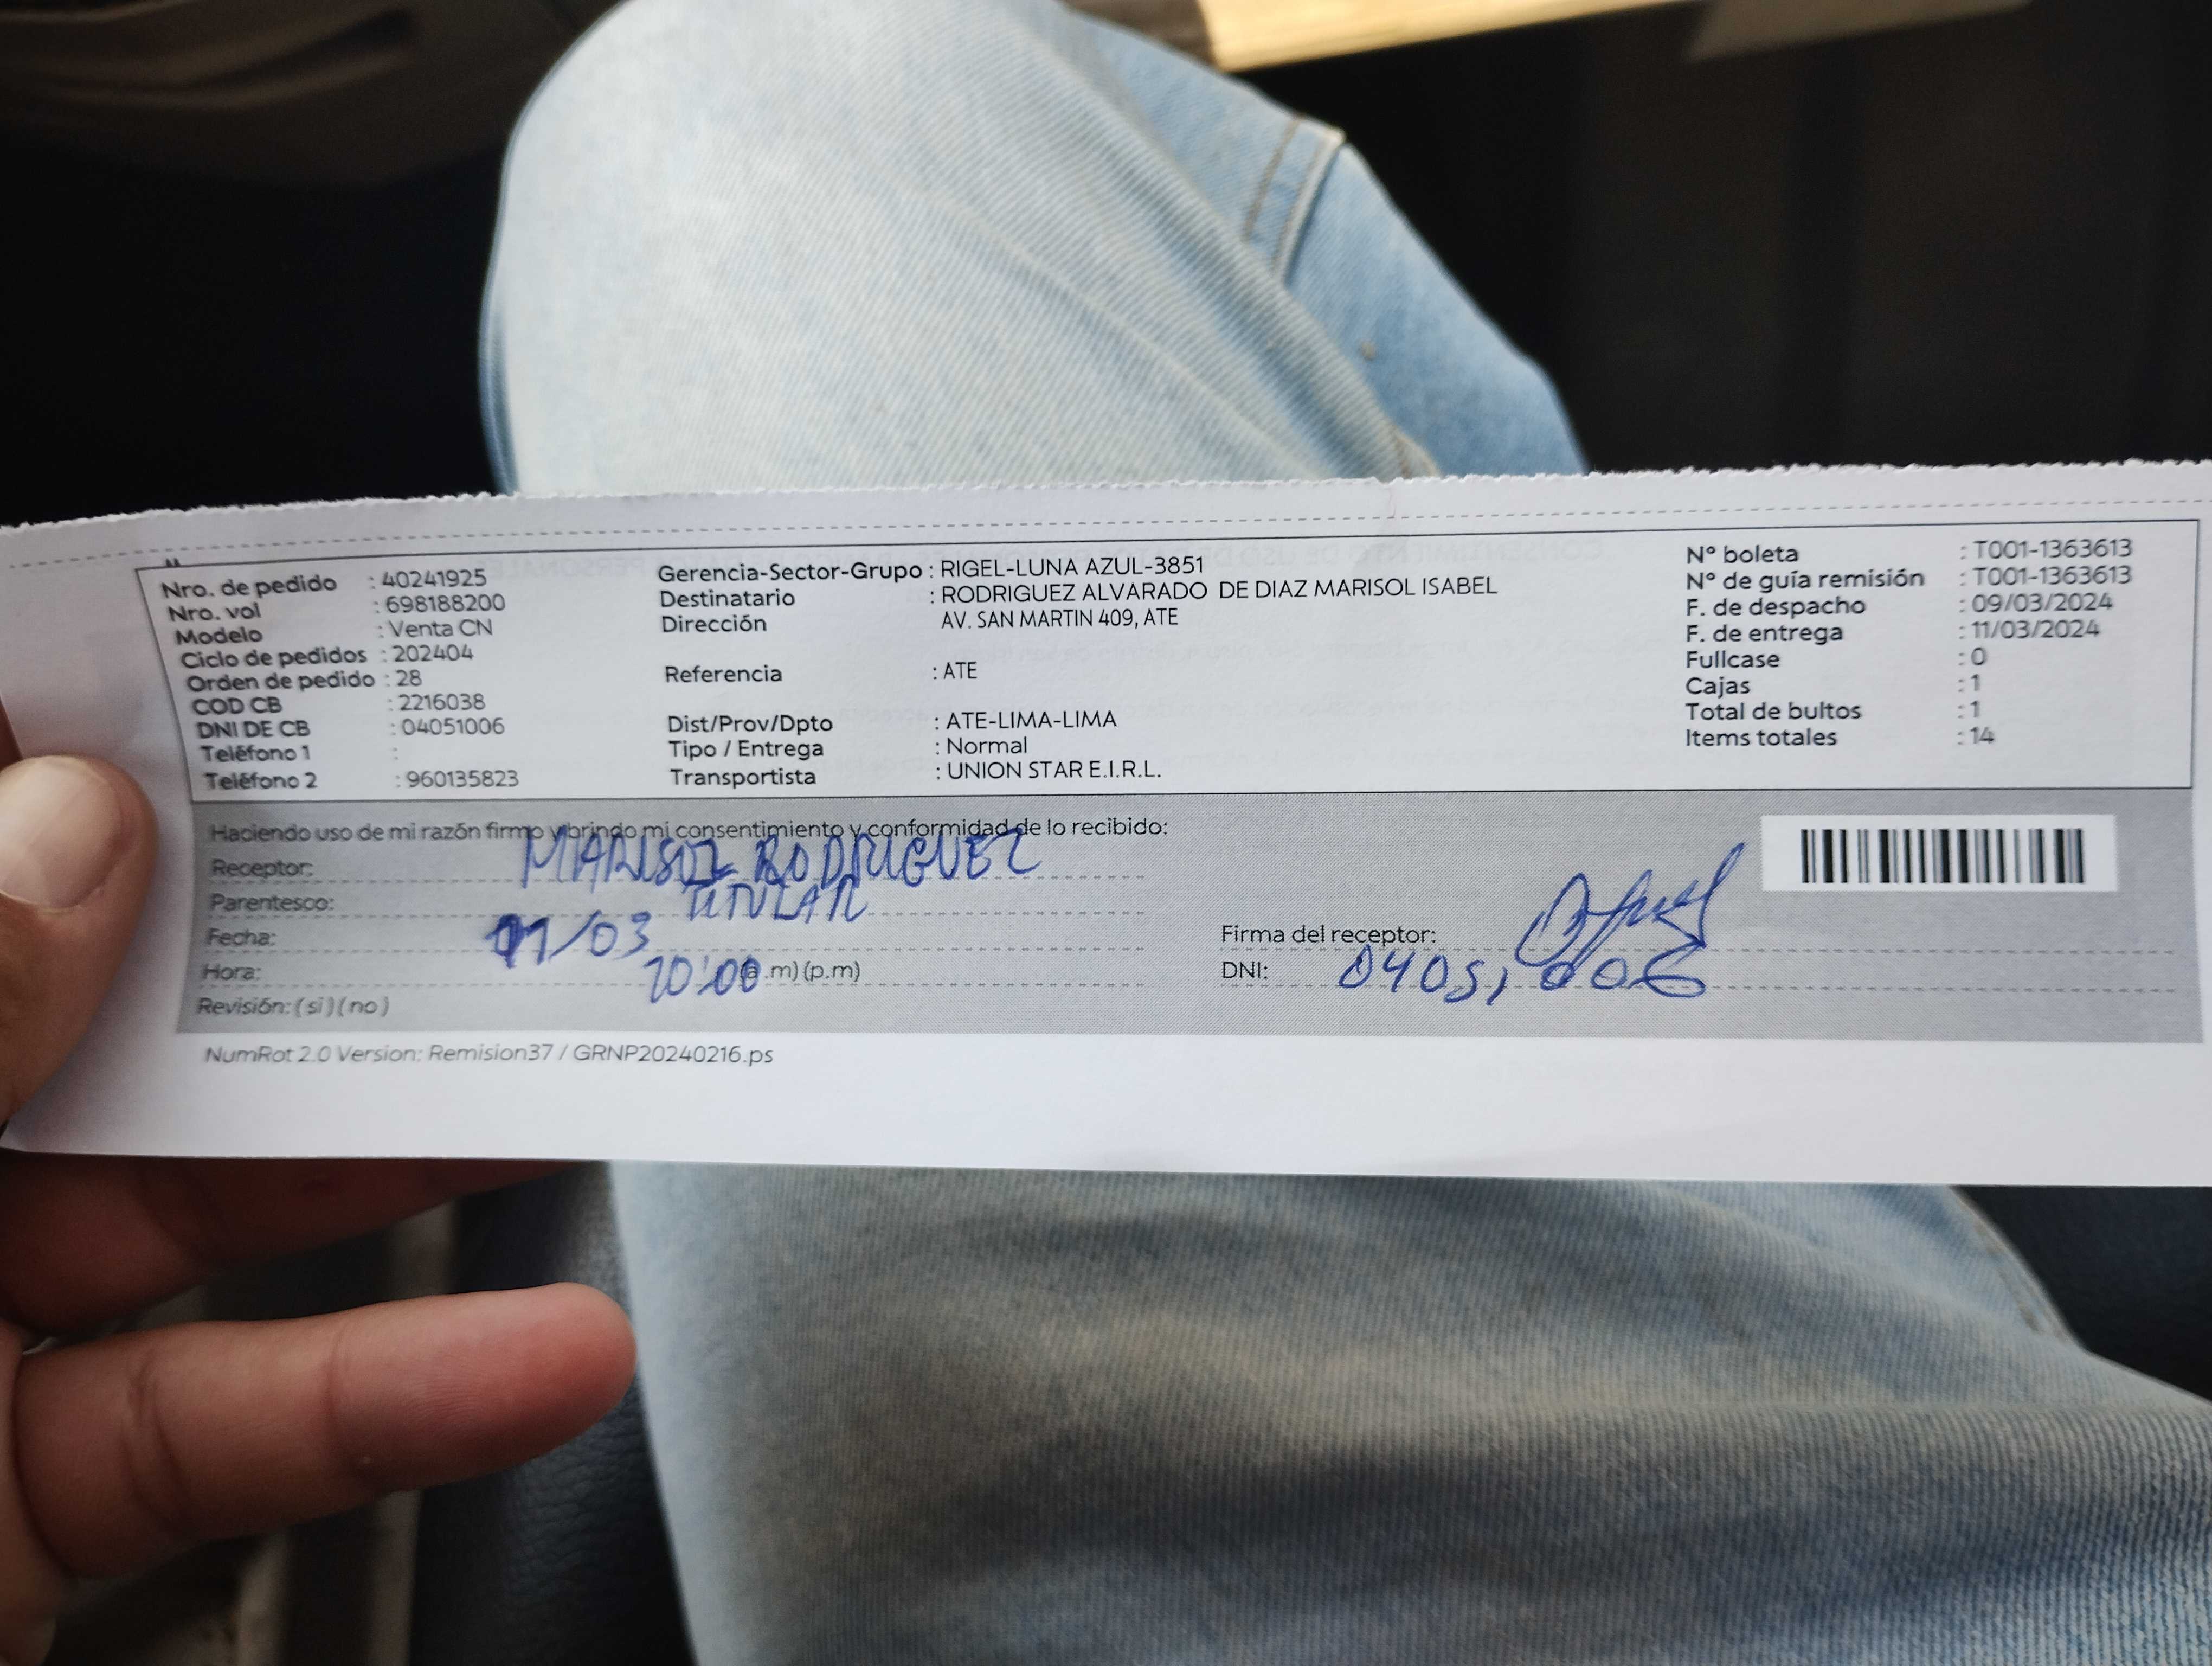 Nro. de pedido : 40241925
Nro. vol : 698188200
Modelo : Venta CN
Ciclo de pedidos : 202404
Orden de pedido : 28
COD CB : 2216038
DNI DE CB : 04051006
Teléfono 1 :
Teléfono 2 : 960135823
Gerencia-Sector-Grupo : RIGEL-LUNA AZUL-3851
Destinatario : RODRIGUEZ ALVARADO DE DIAZ MARISOL ISABEL
Dirección AV. SAN MARTIN 409, ATE
Referencia : ATE
Dist/Prov/Dpto : ATE-LIMA-LIMA
Tipo / Entrega : Normal
Transportista : UNION STAR E.I.R.L.
N° boleta : T001-1363613
N° de guía remisión : T001-1363613
F. de despacho : 09/03/2024
F. de entrega : 11/03/2024
Fullcase : 0
Cajas : 1
Total de bultos : 1
Items totales : 14
Haciendo uso de mi razón firmo y brindo mi consentimiento y conformidad de lo recibido:
Receptor: MARISOL RODRIGUEZ
Parentesco: TITULAR
Fecha: 11/03
Hora: 10:00 (a.m) (p.m)
Revisión: ( si ) ( no )
Firma del receptor:
DNI: 04051006
NumRot 2.0 Version: Remision37 / GRNP20240216.ps